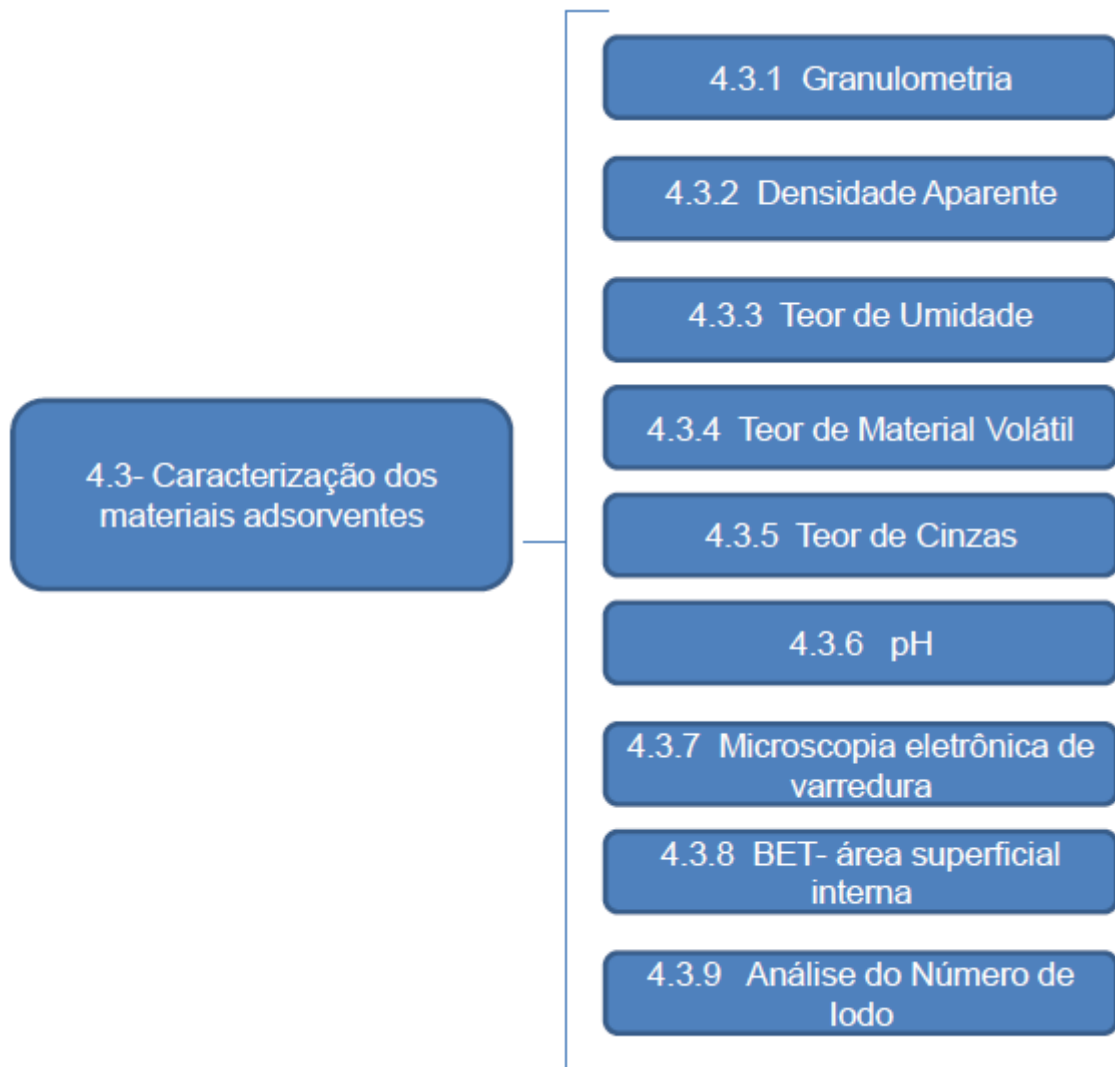 4.3.1 Granulometria
4.3.2 Densidade Aparente
4.3.3 Teor de Umidade
4.3- Caracterização dos
materiais adsorventes
4.3.4 Teor de Material Volátil
4.3.5 Teor de Cinzas
4.3.6 pH
4.3.7 Microscopia eletrônica de
varredura
4.3.8 BET- área superficial
interna
4.3.9 Análise do Número de
Iodo